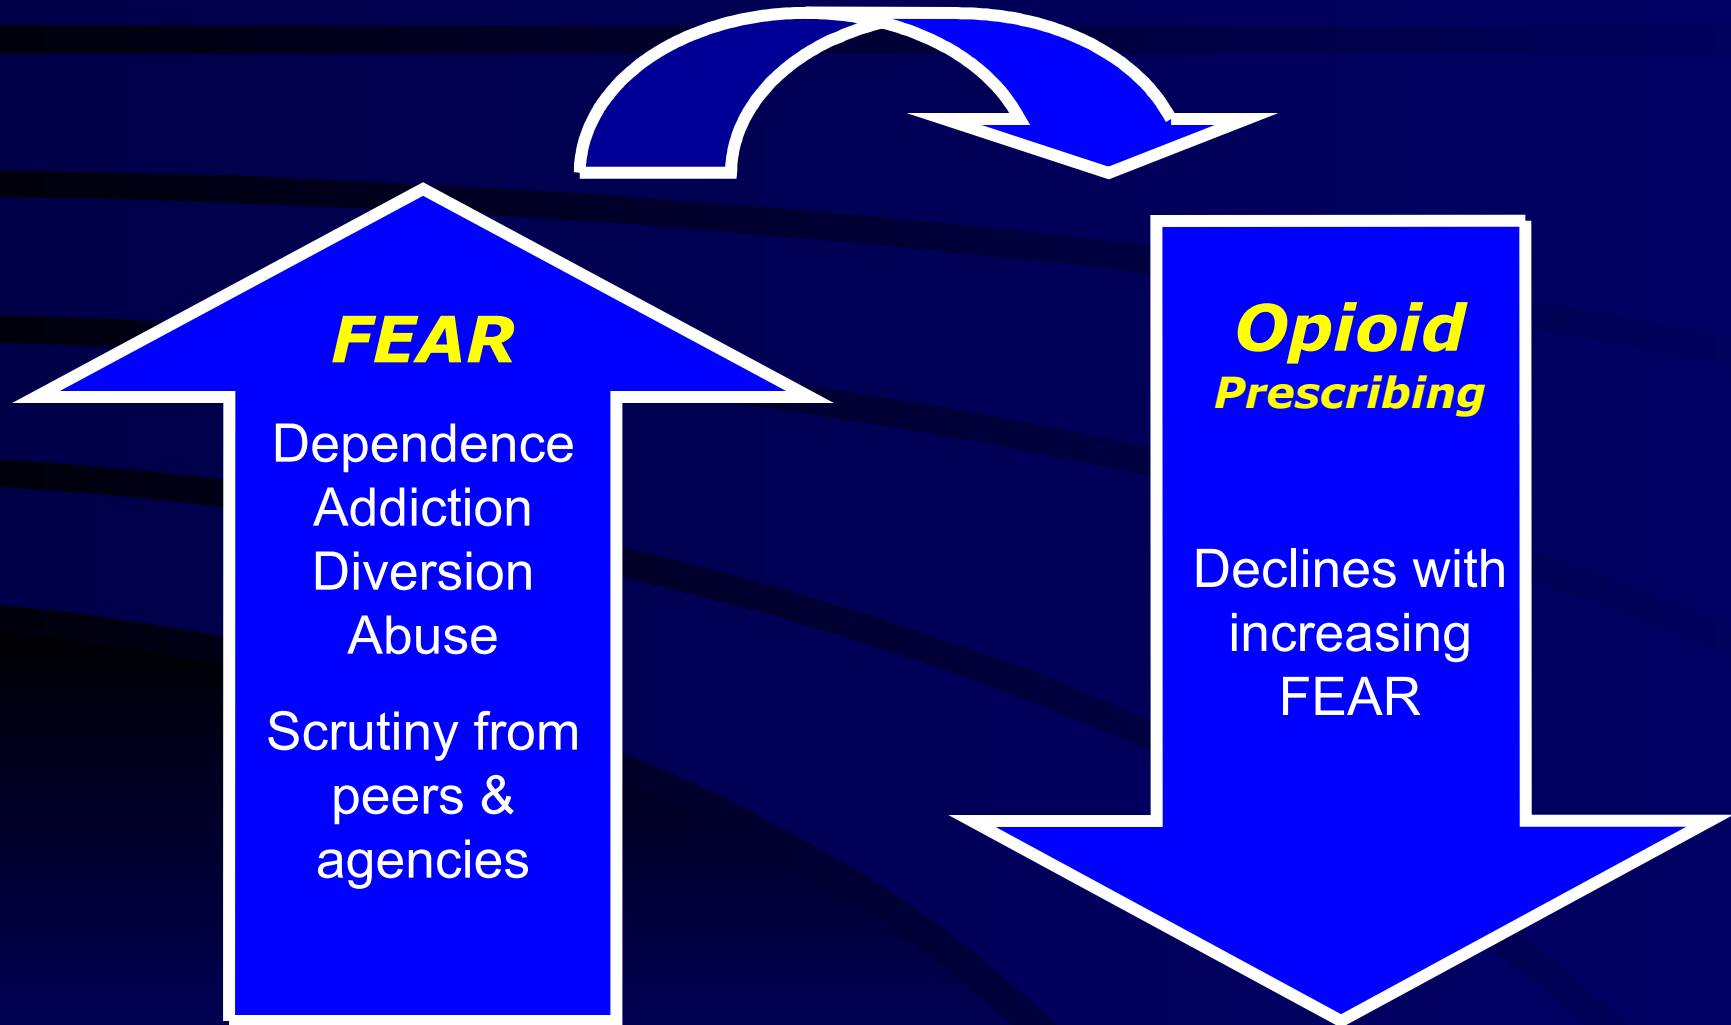 FEAR
Dependence
Addiction
Diversion
Abuse
Scrutiny from
peers &
agencies
Opioid
Prescribing
Declines with
increasing
FEAR